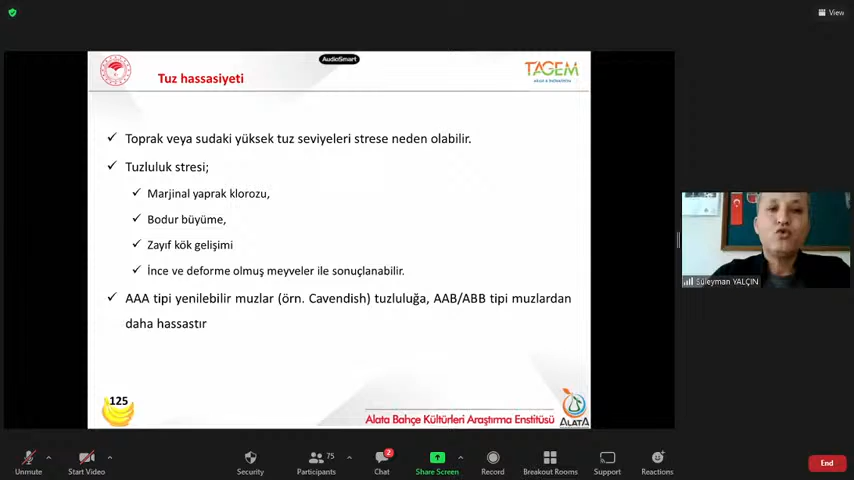 View
AudioSmart
Tuz hassasiyeti
TAGEM
Toprak veya sudaki yüksek tuz seviyeleri strese neden olabilir.
Tuzluluk stresi;
Marjinal yaprak klorozu,
Bodur büyüme,
Zayıf kök gelişimi
İnce ve deforme olmuş meyveler ile sonuçlanabilir.
AAA tipi yenilebilir muzlar (örn. Cavendish) tuzluluğa, AAB/ABB tipi muzlardan
daha hassastır
Süleyman YALÇIN
125
Alata Bahçe Kültürleri Araştırma Enstitüsü
ALATA
75
2
Unmute
Start Video
Security
Participants
Chat
Share Screen
Record
Breakout Rooms
Support
Reactions
End